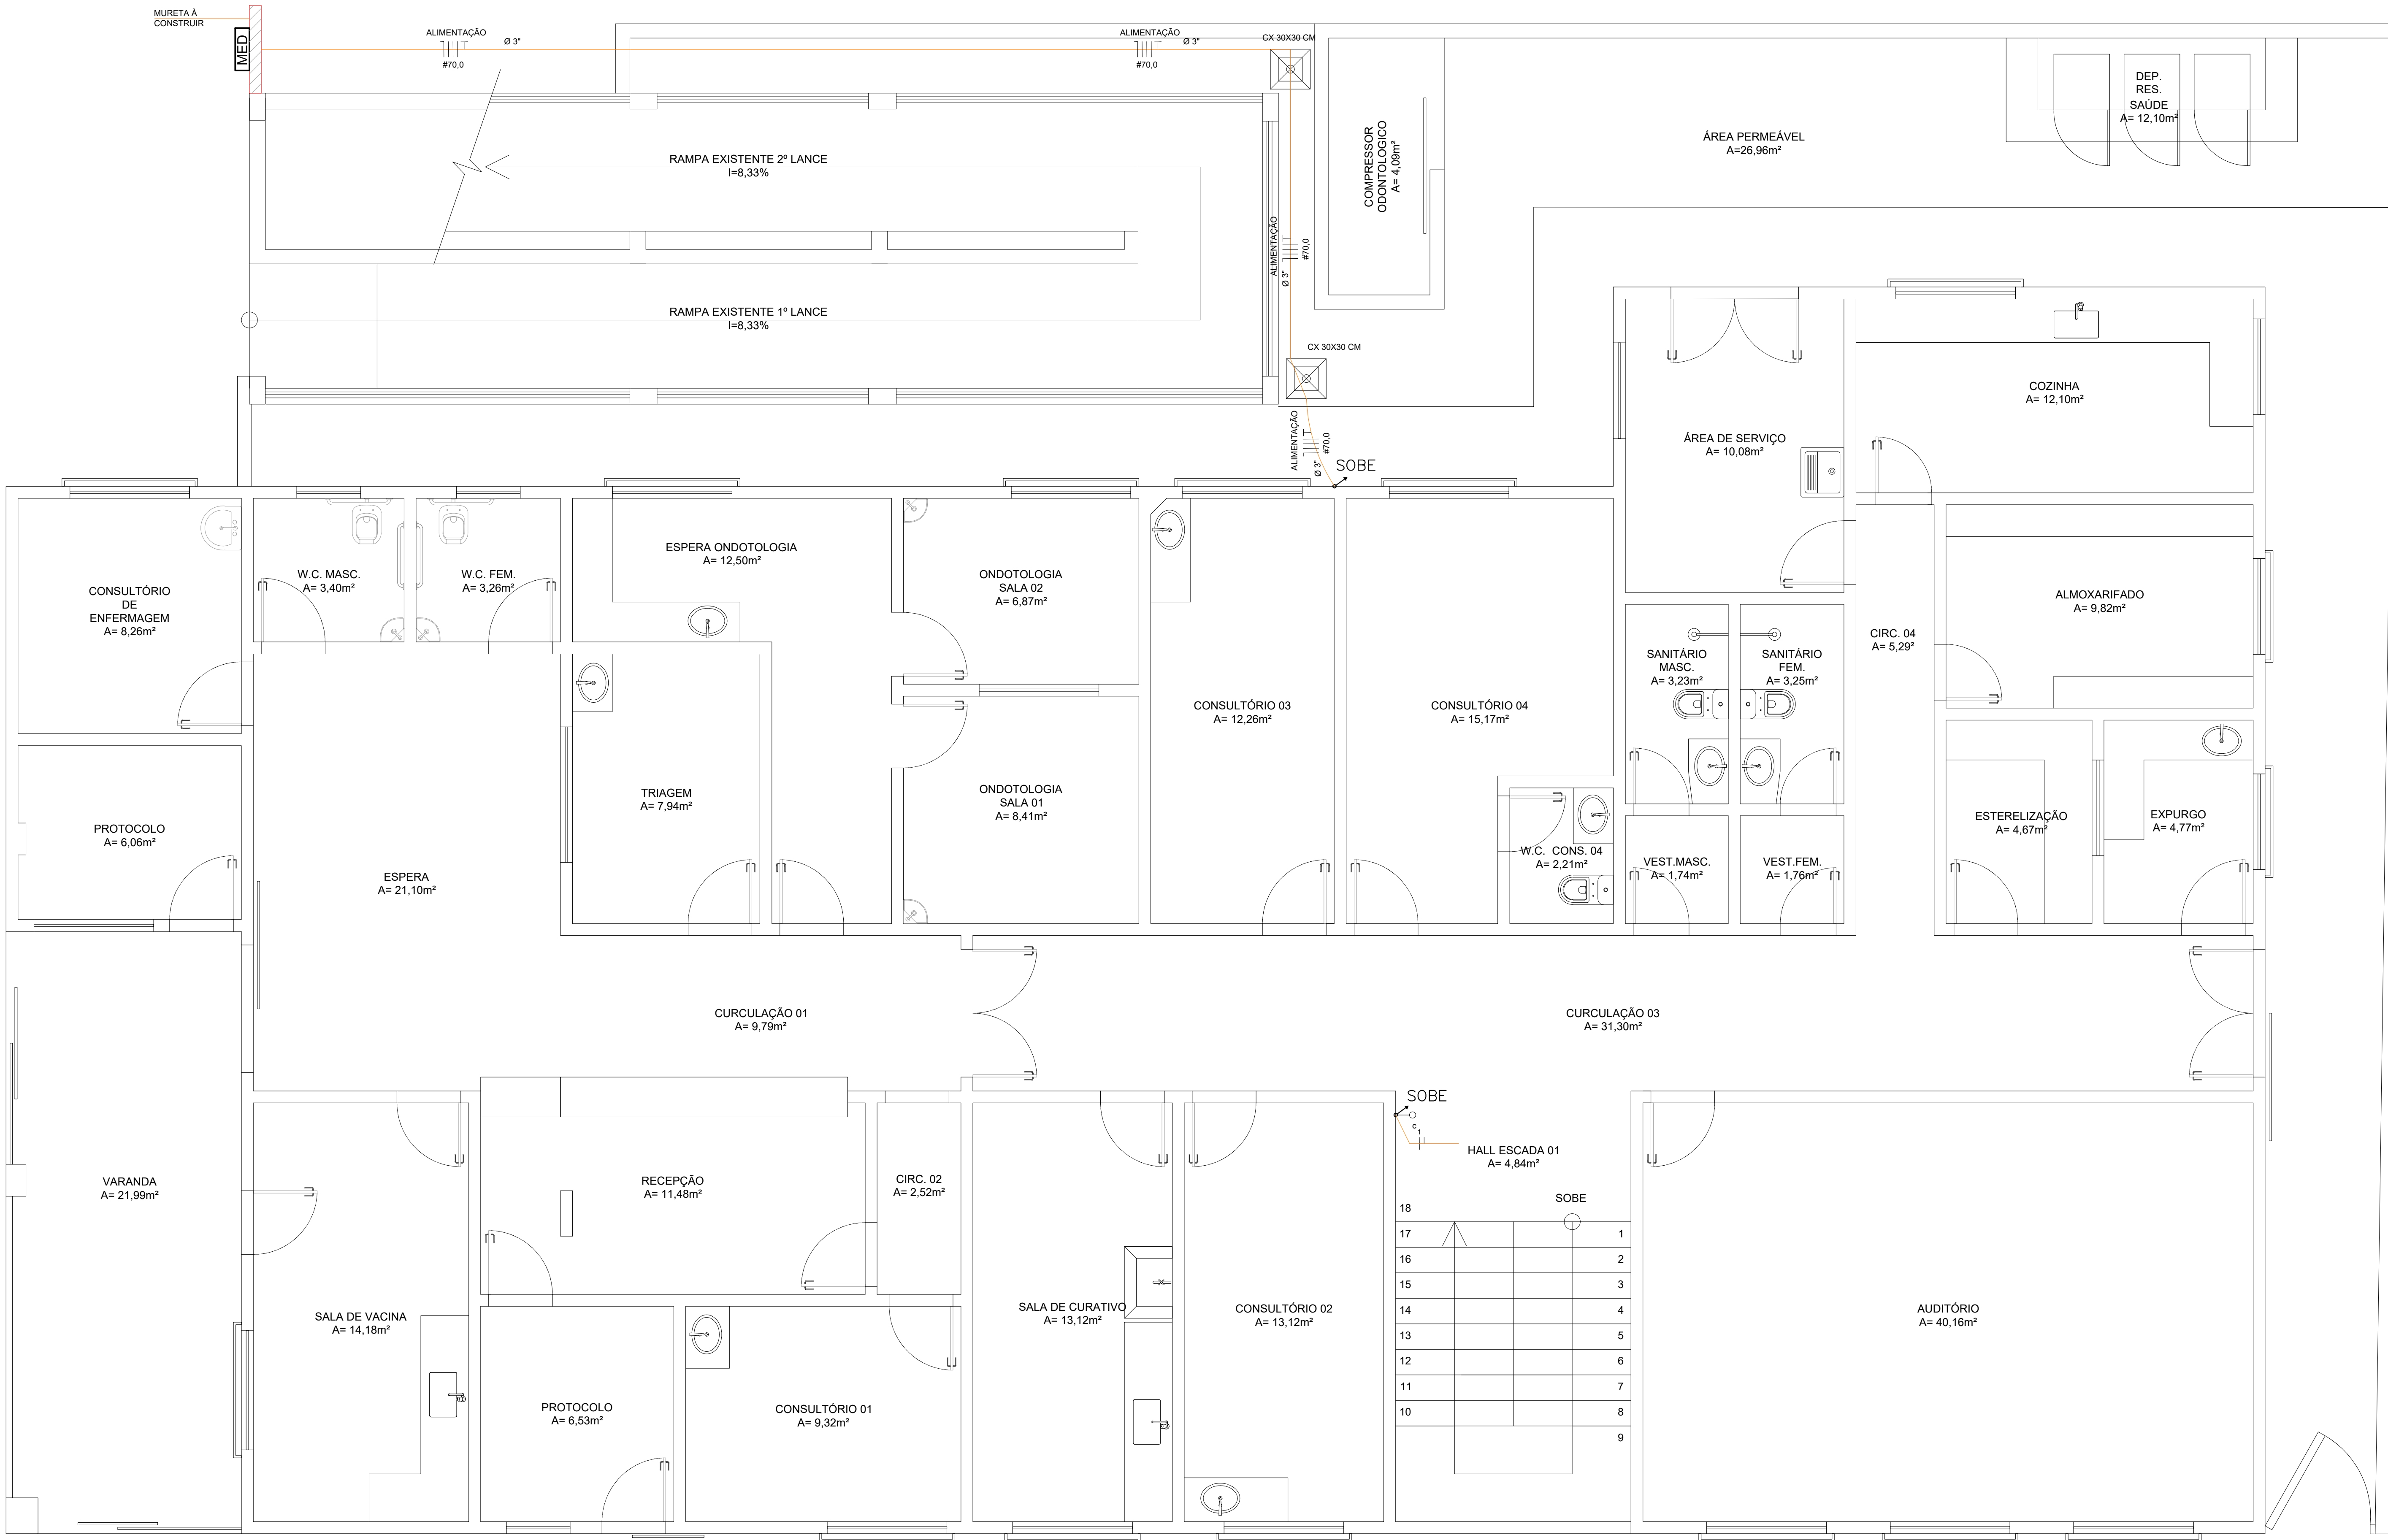 MURETA À
CONSTRUIR
MED
ALIMENTAÇÃO
Ø 3"
#70,0
ALIMENTAÇÃO
Ø 3"
#70,0
CX 30X30 CM
COMPRESSOR
ODONTOLOGICO
A= 4,09m²
ÁREA PERMEÁVEL
A=26,96m²
DEP.
RES.
SAÚDE
A= 12,10m²
RAMPA EXISTENTE 2º LANCE
I=8,33%
ALIMENTAÇÃO
Ø 3"
#70,0
RAMPA EXISTENTE 1º LANCE
I=8,33%
CX 30X30 CM
ALIMENTAÇÃO
Ø 3"
#70,0
SOBE
ÁREA DE SERVIÇO
A= 10,08m²
COZINHA
A= 12,10m²
CONSULTÓRIO
DE
ENFERMAGEM
A= 8,26m²
W.C. MASC.
A= 3,40m²
W.C. FEM.
A= 3,26m²
ESPERA ONDOTOLOGIA
A= 12,50m²
ONDOTOLOGIA
SALA 02
A= 6,87m²
CONSULTÓRIO 03
A= 12,26m²
CONSULTÓRIO 04
A= 15,17m²
SANITÁRIO
MASC.
A= 3,23m²
SANITÁRIO
FEM.
A= 3,25m²
CIRC. 04
A= 5,29²
ALMOXARIFADO
A= 9,82m²
PROTOCOLO
A= 6,06m²
ESPERA
A= 21,10m²
TRIAGEM
A= 7,94m²
ONDOTOLOGIA
SALA 01
A= 8,41m²
W.C.  CONS. 04
A= 2,21m²
VEST.MASC.
A= 1,74m²
VEST.FEM.
A= 1,76m²
ESTERELIZAÇÃO
A= 4,67m²
EXPURGO
A= 4,77m²
CURCULAÇÃO 01
A= 9,79m²
CURCULAÇÃO 03
A= 31,30m²
VARANDA
A= 21,99m²
SALA DE VACINA
A= 14,18m²
RECEPÇÃO
A= 11,48m²
CIRC. 02
A= 2,52m²
PROTOCOLO
A= 6,53m²
CONSULTÓRIO 01
A= 9,32m²
SALA DE CURATIVO
A= 13,12m²
CONSULTÓRIO 02
A= 13,12m²
SOBE
c
1
HALL ESCADA 01
A= 4,84m²
SOBE
18
17
16
15
14
13
12
11
10
1
2
3
4
5
6
7
8
9
AUDITÓRIO
A= 40,16m²